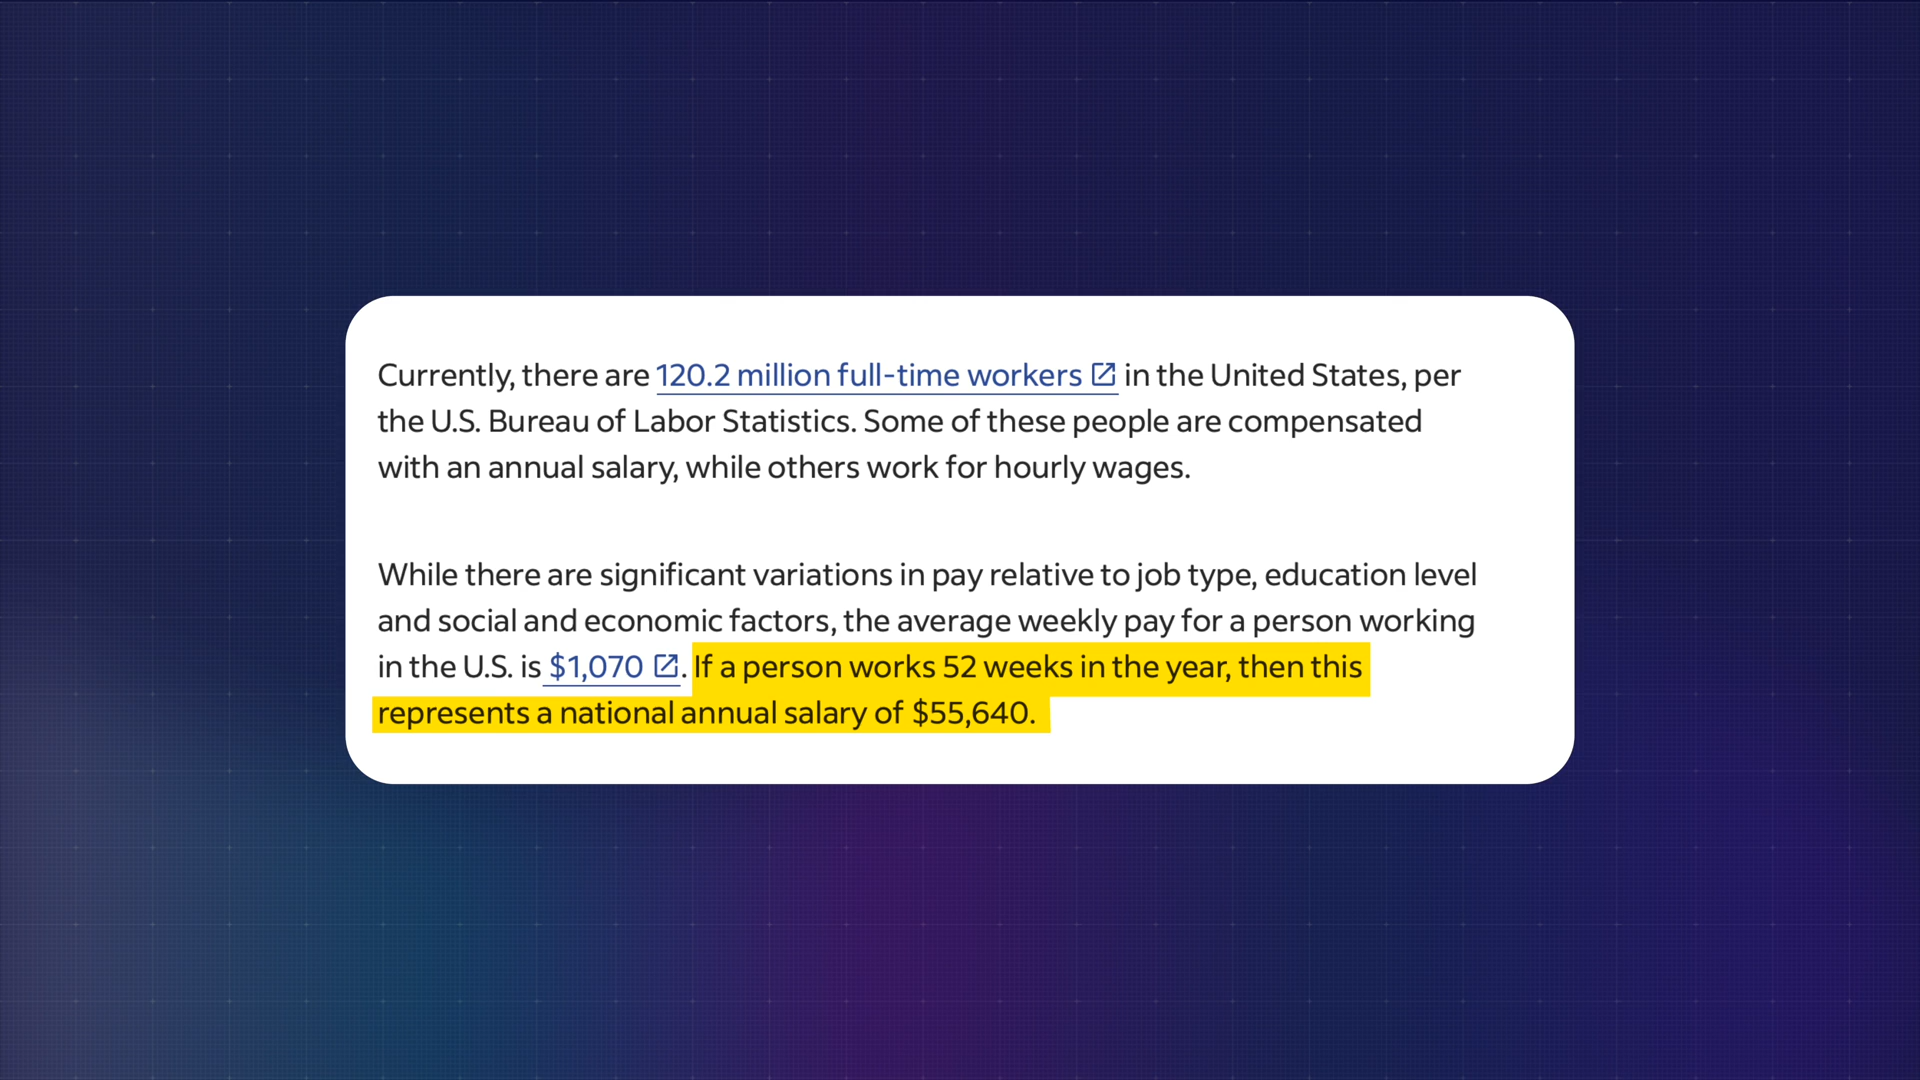 Currently, there are 120.2 million full-time workers in the United States, per
the U.S. Bureau of Labor Statistics. Some of these people are compensated
with an annual salary, while others work for hourly wages.
While there are significant variations in pay relative to job type, education level
and social and economic factors, the average weekly pay for a person working
in the U.S. is $1,070. If a person works 52 weeks in the year, then this
represents a national annual salary of $55,640.